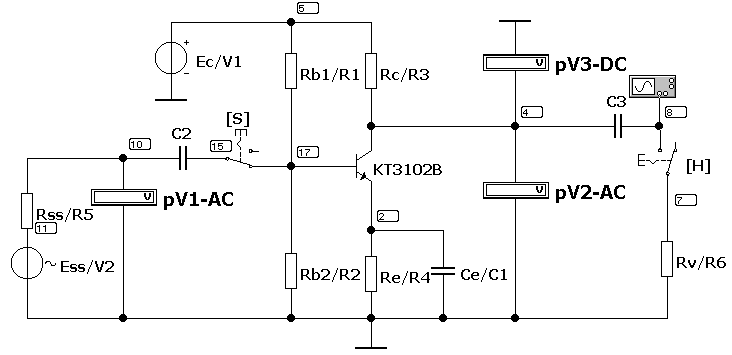 5
Ec/V1
Rb1/R1
Rc/R3
V
pV3-DC
C3
4
8
[S]
C2
10
15
17
KT3102B
[H]
V
pV1-AC
V
pV2-AC
7
Rss/R5
11
2
Ess/V2
Rb2/R2
Re/R4
Ce/C1
Rv/R6